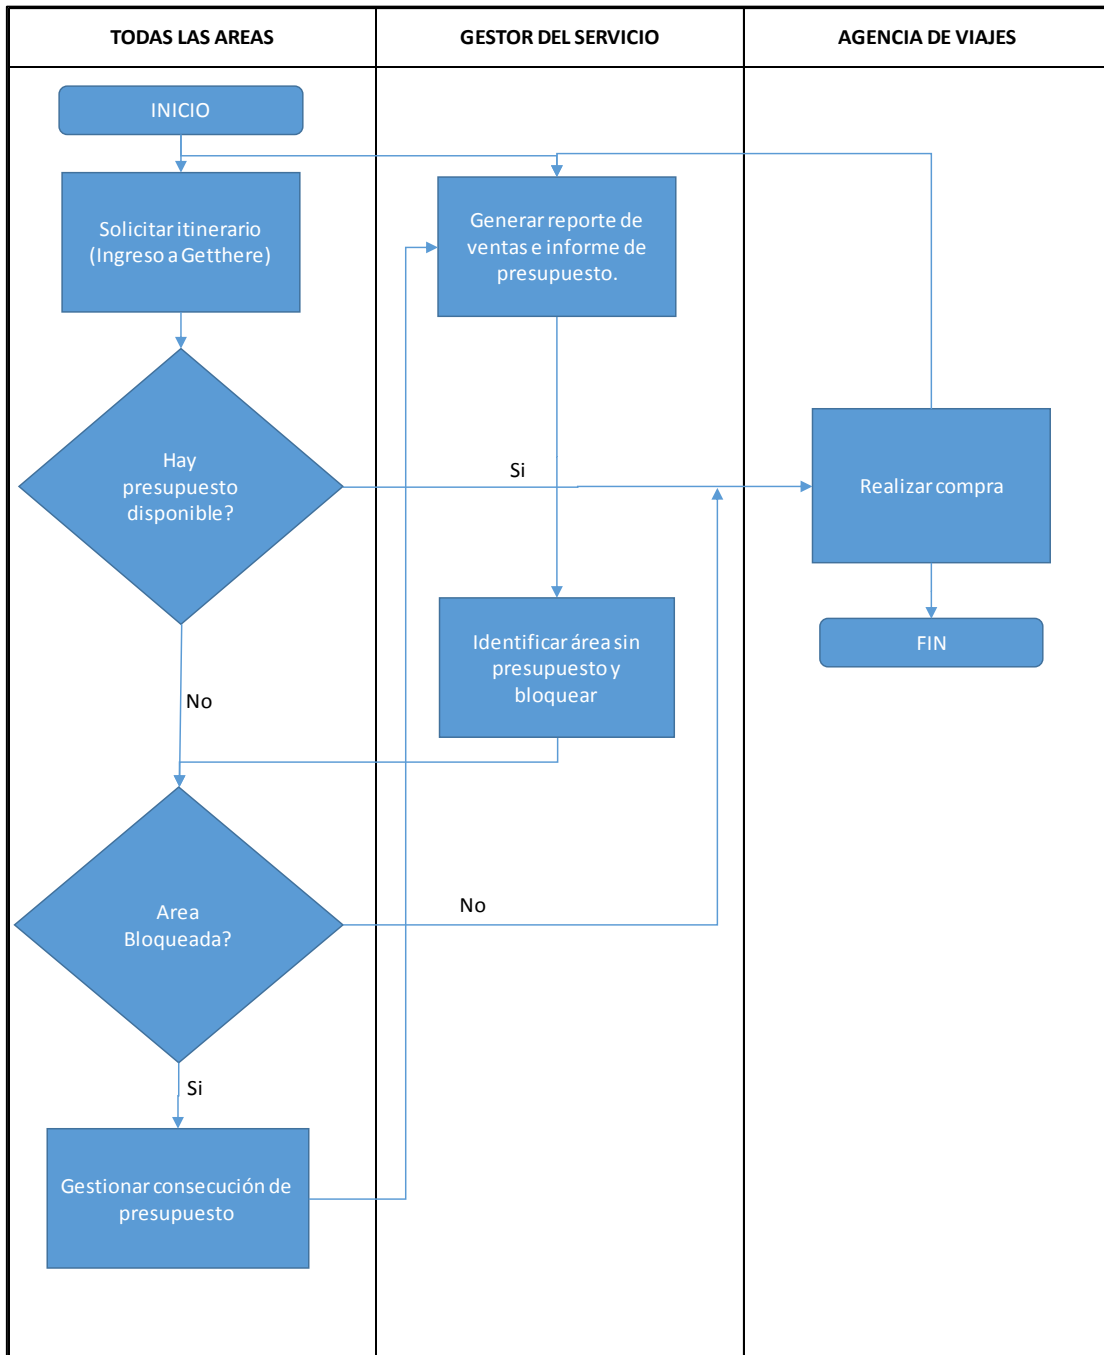 TODAS LAS AREAS
GESTOR DEL SERVICIO
AGENCIA DE VIAJES
INICIO
Solicitar itinerario
(Ingreso a Getthere)
Generar reporte de
ventas e informe de
presupuesto.
Hay
presupuesto
disponible?
Si
Realizar compra
Identificar área sin
presupuesto y
bloquear
FIN
No
Area
Bloqueada?
No
Si
Gestionar consecución de
presupuesto